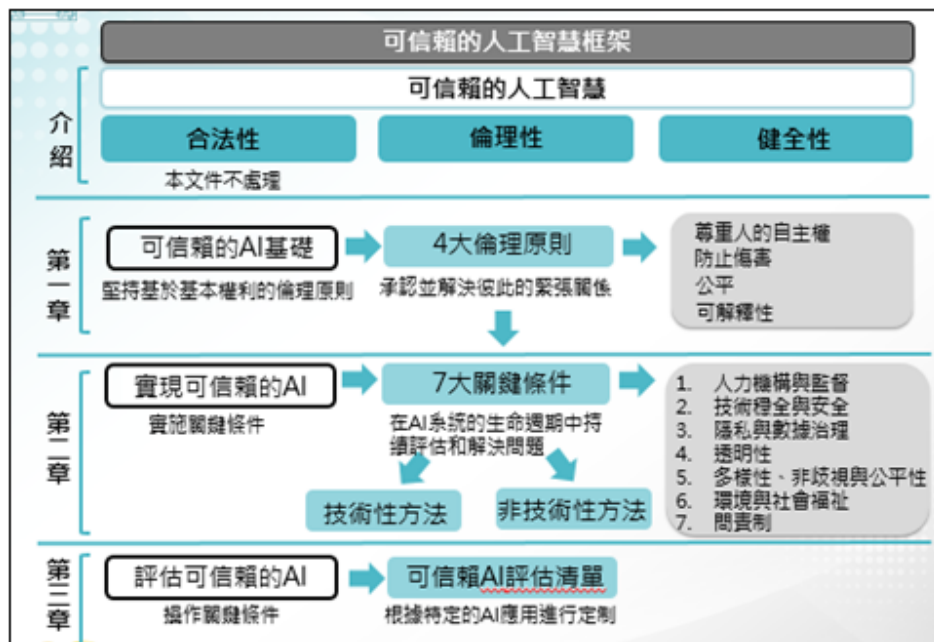 可信賴的人工智慧框架
介紹
可信賴的人工智慧
合法性
倫理性
健全性
本文件不處理
第一章
可信賴的AI基礎
堅持基於基本權利的倫理原則
4大倫理原則
承認並解決彼此的緊張關係
尊重人的自主權
防止傷害
公平
可解釋性
第二章
實現可信賴的AI
實施關鍵條件
7大關鍵條件
在AI系統的生命週期中持
續評估和解決問題
技術性方法
非技術性方法
1. 人力機構與監督
2. 技術穩全與安全
3. 隱私與數據治理
4. 透明性
5. 多樣性、非歧視與公平性
6. 環境與社會福祉
7. 問責制
第三章
評估可信賴的AI
操作關鍵條件
可信賴AI評估清單
根據特定的AI應用進行定制